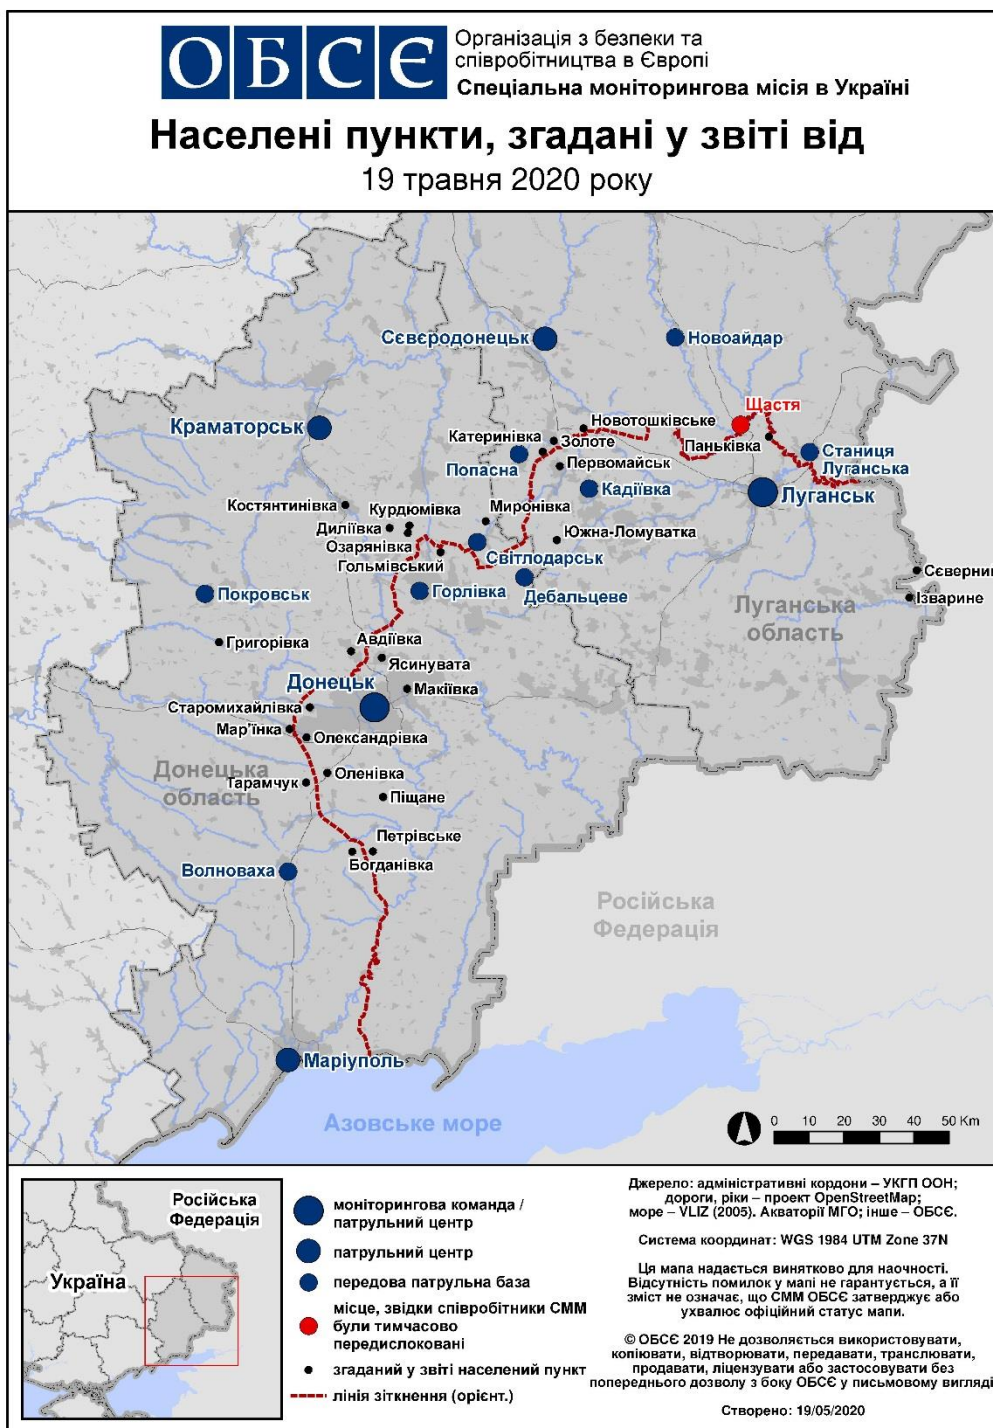 ОБСЄ
Організація з безпеки та
співробітництва в Європі
Спеціальна моніторингова місія в Україні
Населені пункти, згадані у звіті від
19 травня 2020 року
Сєвєродонецьк
Новоайдар
Щастя
Краматорськ
Новотошківське
Катеринівка
Золоте
Паньківка
Станиця
Луганська
Попасна
Первомайськ
Кадіївка
Луганськ
Костянтинівка
Курдюмівка
Миронівка
Диліївка
Озарянівка
Южна-Ломуватка
Гольмівський
Світлодарськ
Сєверний
Ізварине
Покровськ
Горлівка
Дебальцеве
Луганська
область
Григорівка
Авдіївка
Ясинувата
Донецьк
Макіївка
Старомихайлівка
Мар'їнка
Олександрівка
Донецька
область
Оленівка
Тарамчук
Піщане
Петрівське
Богданівка
Волноваха
Російська
Федерація
Маріуполь
Азовське море
0 10 20 30 40 50 Km
Російська
Федерація
Україна
моніторингова команда /
патрульний центр
патрульний центр
передова патрульна база
місце, звідки співробітники СММ
були тимчасово
передислоковані
згаданий у звіті населений пункт
лінія зіткнення (орієнт.)
Джерело: адміністративні кордони – УКГП ООН;
дороги, ріки – проект OpenStreetMap;
море – VLIZ (2005). Акваторії МГО; інше – ОБСЄ.
Система координат: WGS 1984 UTM Zone 37N
Ця мапа надається винятково для наочності.
Відсутність помилок у мапі не гарантується, а її
зміст не означає, що СММ ОБСЄ затверджує або
ухвалює офіційний статус мапи.
© ОБСЄ 2019 Не дозволяється використовувати,
копіювати, відтворювати, передавати, транслювати,
продавати, ліцензувати або застосовувати без
попереднього дозволу з боку ОБСЄ у письмовому вигляді
Створено: 19/05/2020